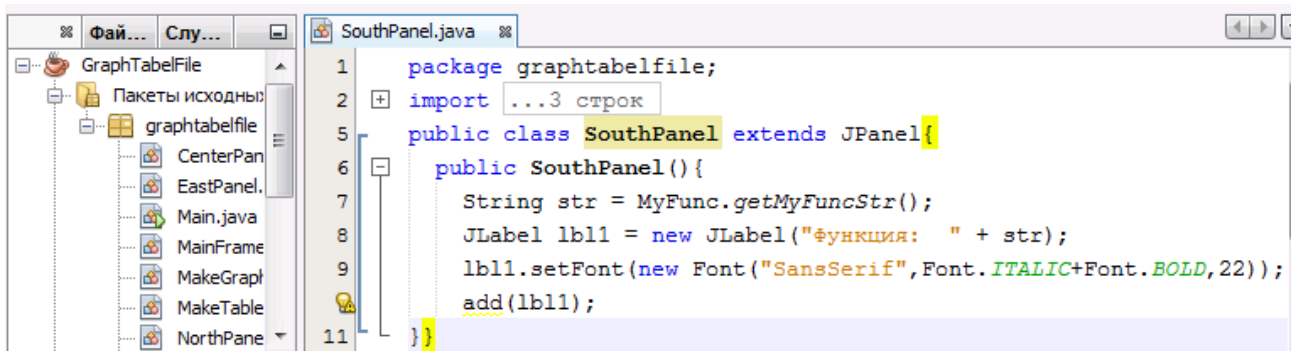 Фай... Слу...
SouthPanel.java
GraphTabelFile
Пакеты исходных
graphtabelfile
CenterPan
EastPanel.
Main.java
MainFrame
MakeGraph
MakeTable
NorthPane
1 package graphtabelfile;
2 import ...3 строк
5 public class SouthPanel extends JPanel{
6 public SouthPanel(){
7 String str = MyFunc.getMyFuncStr();
8 JLabel lbl1 = new JLabel("Функция:  " + str);
9 lbl1.setFont(new Font("SansSerif",Font.ITALIC+Font.BOLD,22));
add(lbl1);
11 }}